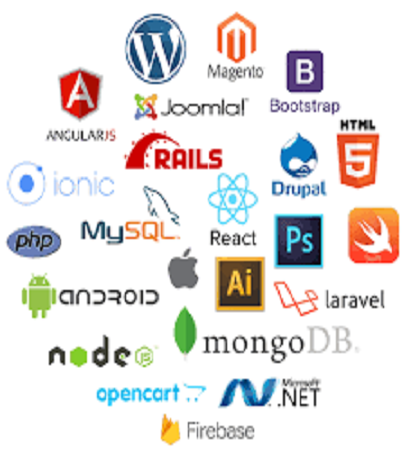 W
Magento
B
Bootstrap
A
ANGULARJS
Joomla!
HTML
5
RAILS
Drupal
ionic
MySQL
React
php
Ps
Ai
ANDROID
laravel
mongoDB
node
JS
opencart
Microsoft
.NET
Firebase